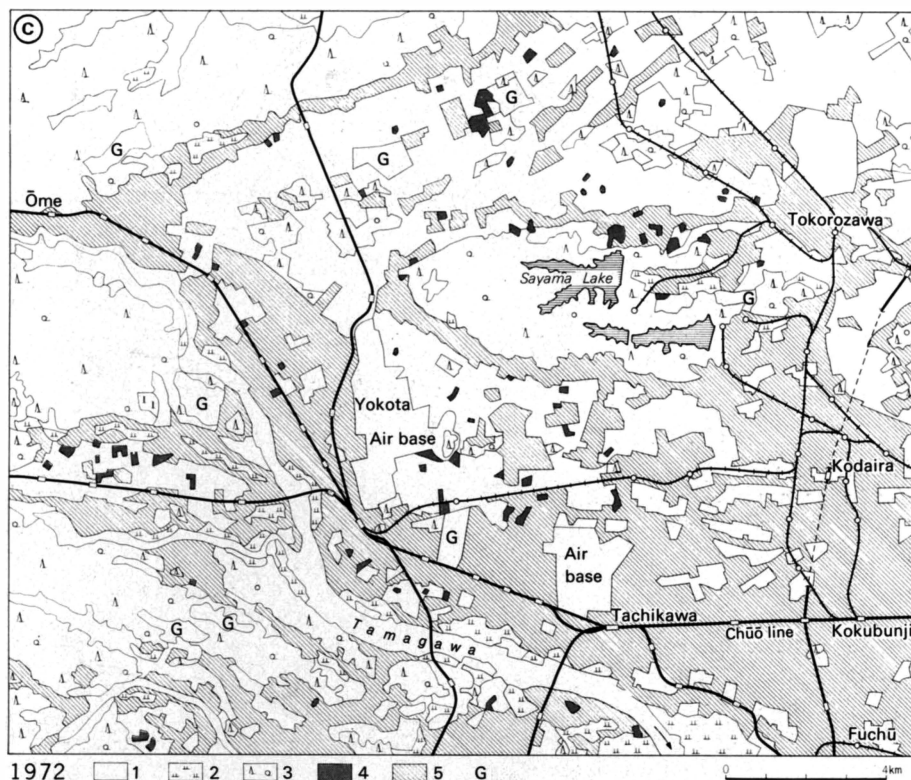 C
G
G
G
Ōme
Tokorozawa
Sayama Lake
G
Yokota
Air base
G
Kodaira
G
Air
base
Tachikawa
G G
Tamagawa
Chūō line
Kokubunji
Fuchū
1972 1 2 3 4 5 G
0 4km